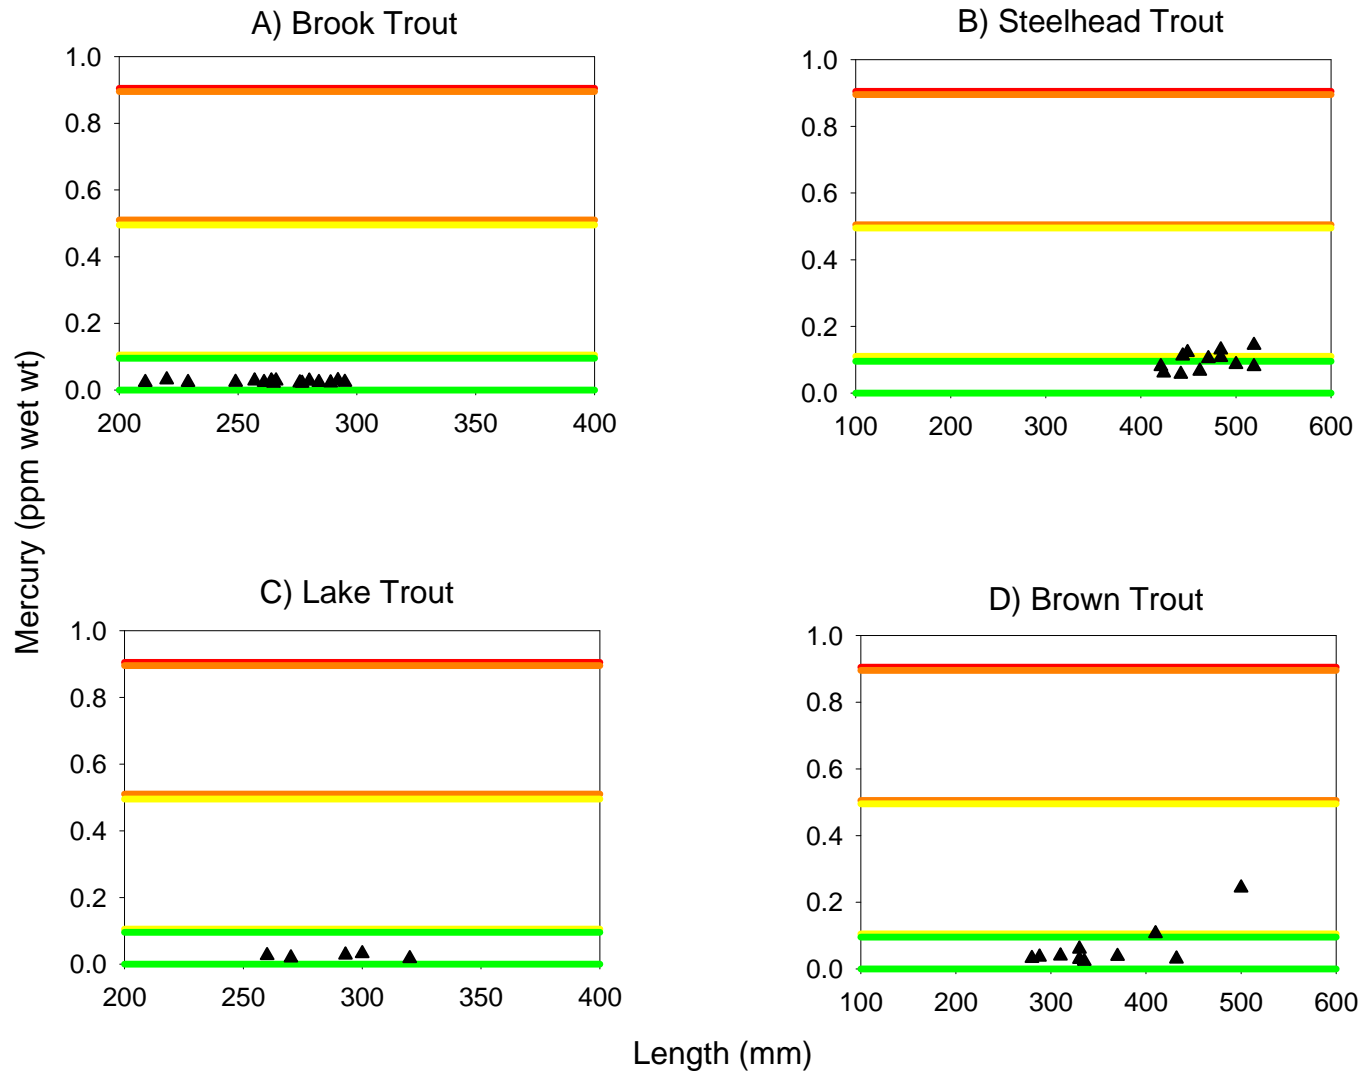 A) Brook Trout
1.0
0.8
0.6
0.4
0.2
0.0
200 250 300 350 400
B) Steelhead Trout
1.0
0.8
0.6
0.4
0.2
0.0
100 200 300 400 500 600
Mercury (ppm wet wt)
C) Lake Trout
1.0
0.8
0.6
0.4
0.2
0.0
200 250 300 350 400
D) Brown Trout
1.0
0.8
0.6
0.4
0.2
0.0
100 200 300 400 500 600
Length (mm)